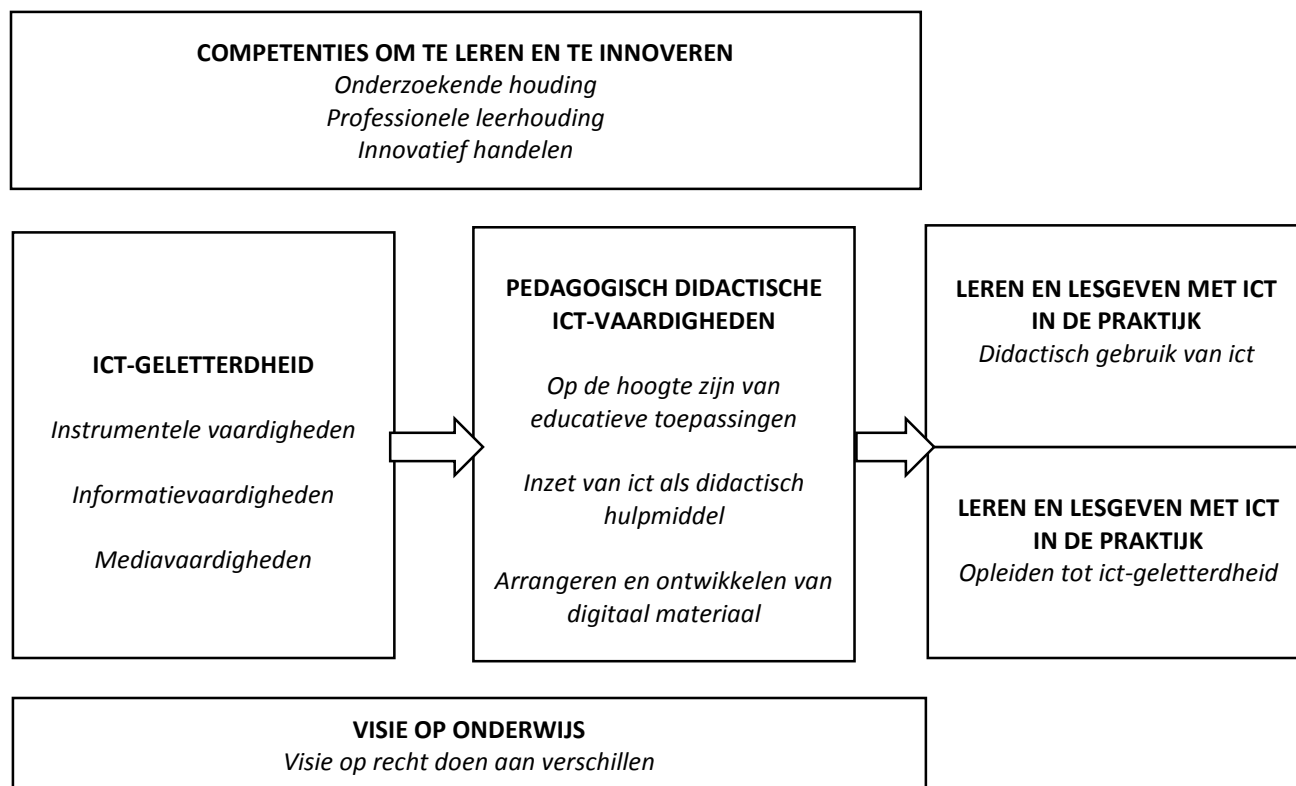 COMPETENTIES OM TE LEREN EN TE INNOVEREN
Onderzoekende houding
Professionele leerhouding
Innovatief handelen
ICT-GELETTERDHEID
Instrumentele vaardigheden
Informatievaardigheden
Mediavaardigheden
PEDAGOGISCH DIDACTISCHE
ICT-VAARDIGHEDEN
Op de hoogte zijn van
educatieve toepassingen
Inzet van ict als didactisch
hulpmiddel
Arrangeren en ontwikkelen van
digitaal materiaal
LEREN EN LESGEVEN MET ICT
IN DE PRAKTIJK
Didactisch gebruik van ict
LEREN EN LESGEVEN MET ICT
IN DE PRAKTIJK
Opleiden tot ict-geletterdheid
VISIE OP ONDERWIJS
Visie op recht doen aan verschillen